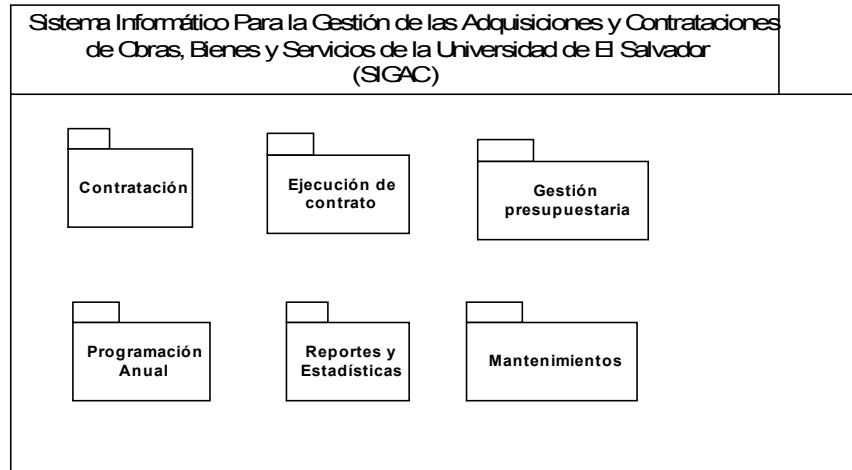 Sistema Informático Para la Gestión de las Adquisiciones y Contrataciones
de Obras, Bienes y Servicios de la Universidad de El Salvador
(SIGAC)
Contratación
Ejecución de
contrato
Gestión
presupuestaria
Programación
Anual
Reportes y
Estadísticas
Mantenimientos